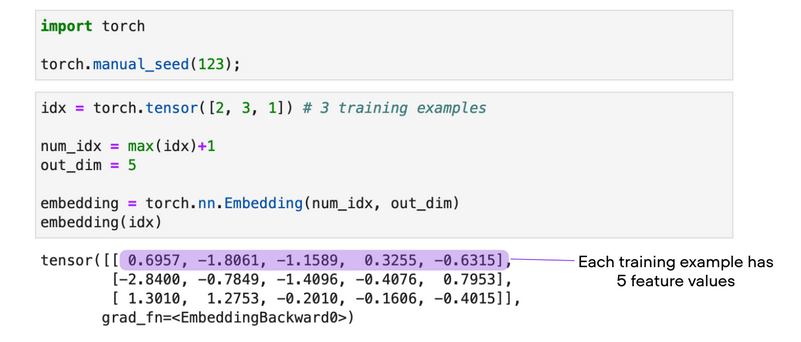 import torch
torch.manual_seed(123);
idx = torch.tensor([2, 3, 1]) # 3 training examples
num_idx = max(idx)+1
out_dim = 5
embedding = torch.nn.Embedding(num_idx, out_dim)
embedding(idx)
tensor([[ 0.6957, -1.8061, -1.1589,  0.3255, -0.6315],
[-2.8400, -0.7849, -1.4096, -0.4076,  0.7953],
[ 1.3010,  1.2753, -0.2010, -0.1606, -0.4015]],
grad_fn=<EmbeddingBackward0>)
Each training example has
5 feature values